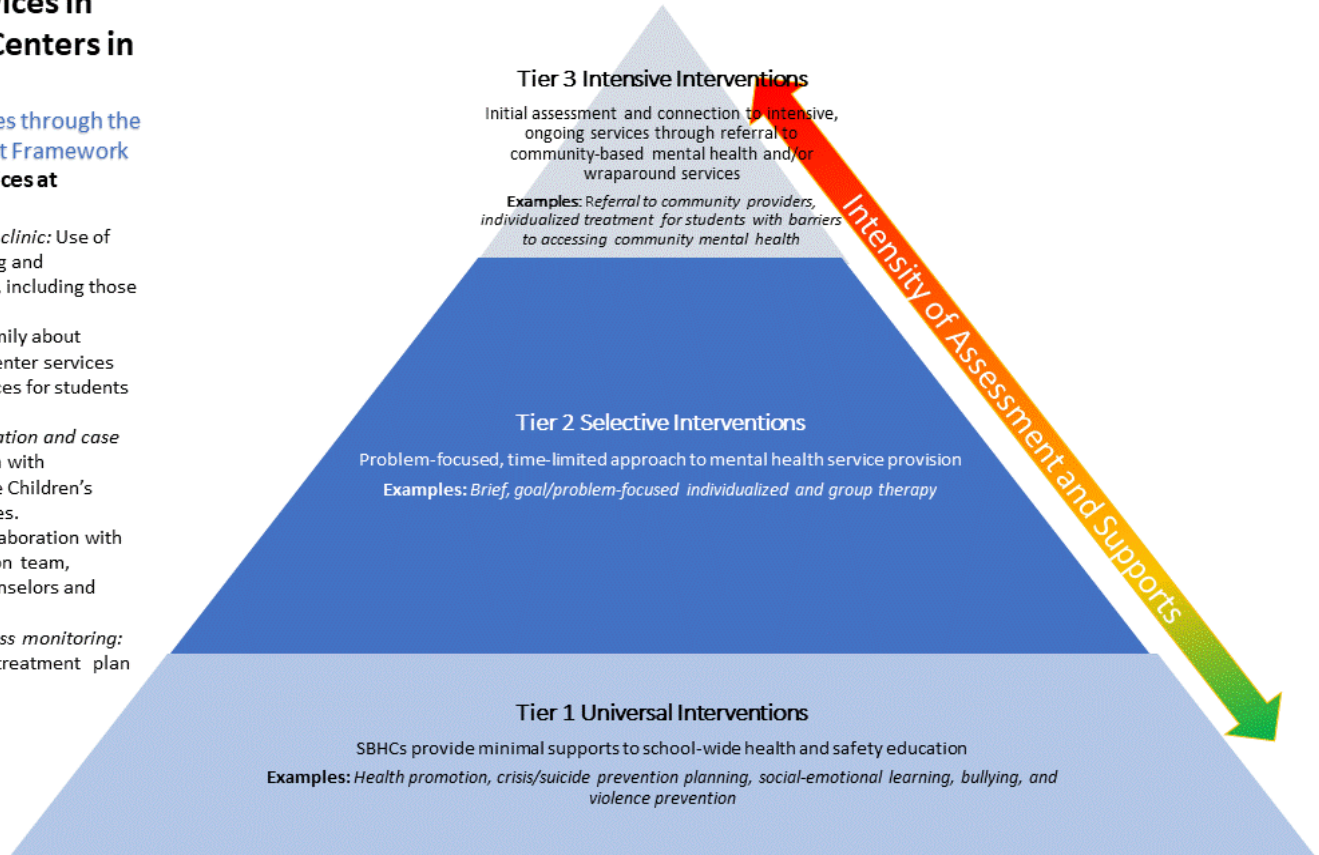 vices in
Centers in
es through the
t Framework
ces at
clinic: Use of
g and
, including those
mily about
enter services
ces for students
ation and case
with
e Children's
es.
aboration with
on team,
nselors and
ss monitoring:
treatment plan
Tier 3 Intensive Interventions
Initial assessment and connection to intensive,
ongoing services through referral to
community-based mental health and/or
wraparound services
Examples: Referral to community providers,
individualized treatment for students with barriers
to accessing community mental health
Intensity of Assessment and Supports
Tier 2 Selective Interventions
Problem-focused, time-limited approach to mental health service provision
Examples: Brief, goal/problem-focused individualized and group therapy
Tier 1 Universal Interventions
SBHCs provide minimal supports to school-wide health and safety education
Examples: Health promotion, crisis/suicide prevention planning, social-emotional learning, bullying, and
violence prevention